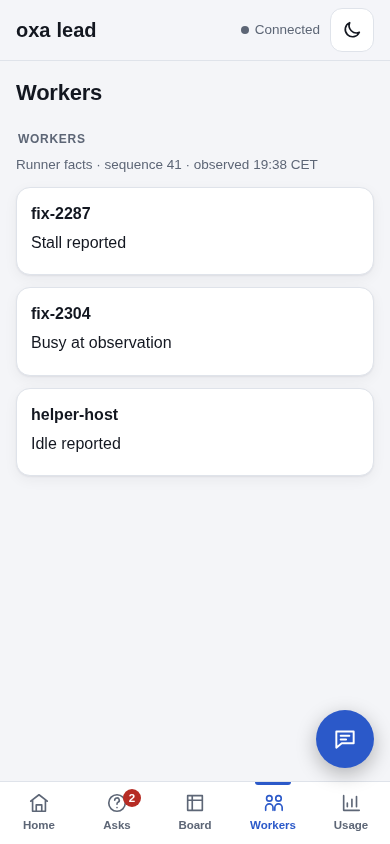 oxa lead
Connected
Workers
WORKERS
Runner facts · sequence 41 · observed 19:38 CET
fix-2287
Stall reported
fix-2304
Busy at observation
helper-host
Idle reported
2
Home
Asks
Board
Workers
Usage